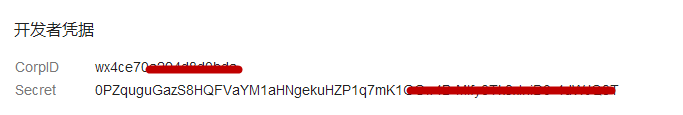 开发者凭据
CorpID wx4ce70
Secret 0PZquguGazS8HQFVaYM1aHNgekuHZP1q7mK1